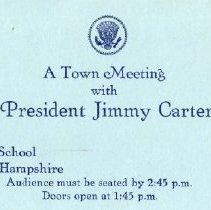 A Town Meeting
with
President Jimmy Carter
School
Hampshire
Audience must be seated by 2:45 p.m.
Doors open at 1:45 p.m.